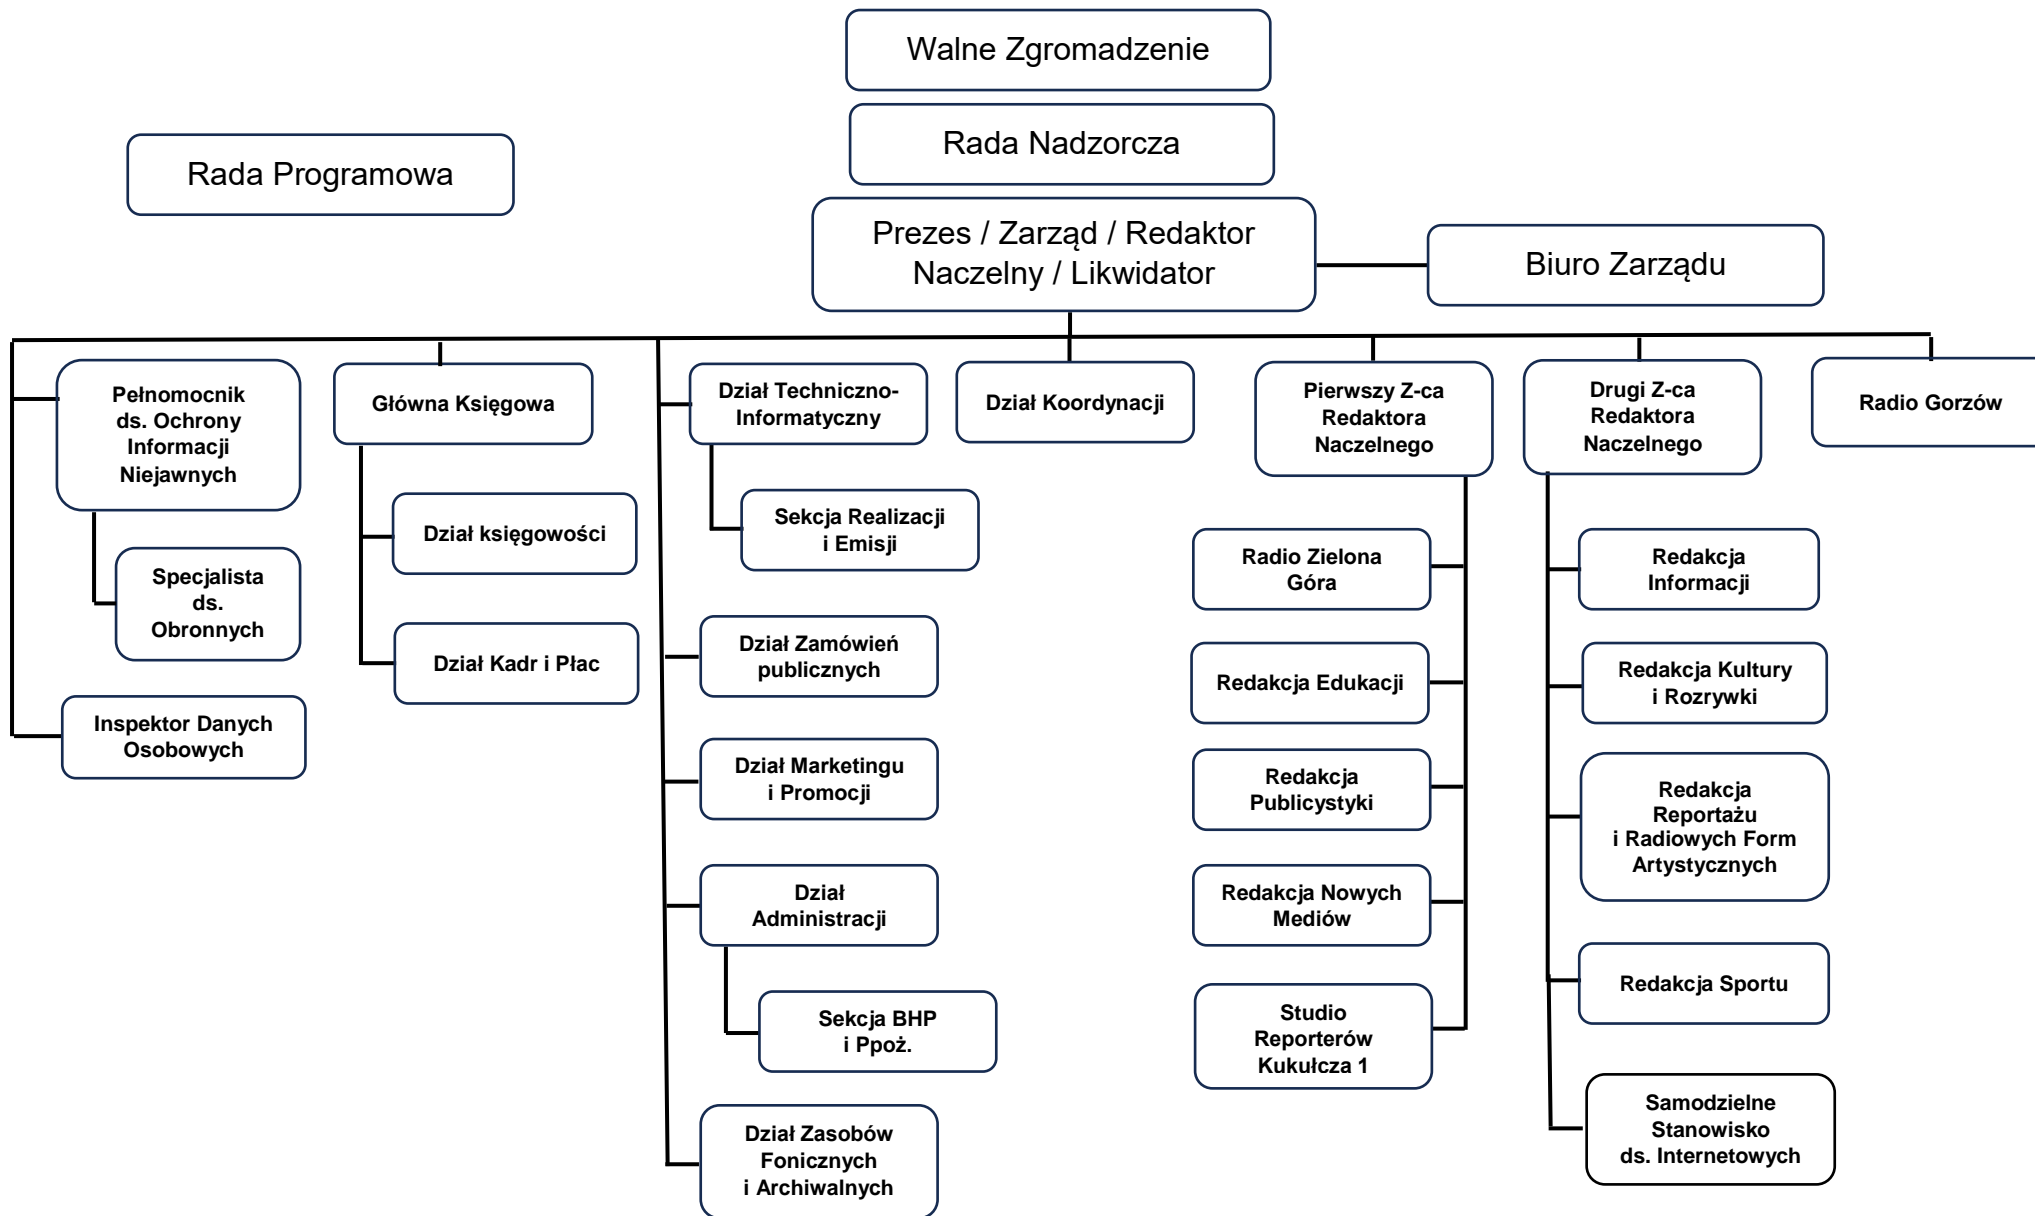 Walne Zgromadzenie
Rada Nadzorcza
Rada Programowa
Prezes / Zarząd / Redaktor
Naczelny / Likwidator
Biuro Zarządu
Pełnomocnik
ds. Ochrony
Informacji
Niejawnych
Specjalista
ds.
Obronnych
Inspektor Danych
Osobowych
Główna Księgowa
Dział księgowości
Dział Kadr i Płac
Dział Techniczno-
Informatyczny
Sekcja Realizacji
i Emisji
Dział Zamówień
publicznych
Dział Marketingu
i Promocji
Dział
Administracji
Sekcja BHP
i Ppoż.
Dział Zasobów
Fonicznych
i Archiwalnych
Dział Koordynacji
Pierwszy Z-ca
Redaktora
Naczelnego
Radio Zielona
Góra
Redakcja Edukacji
Redakcja
Publicystyki
Redakcja Nowych
Mediów
Studio
Reporterów
Kukułcza 1
Drugi Z-ca
Redaktora
Naczelnego
Redakcja
Informacji
Redakcja Kultury
i Rozrywki
Redakcja
Reportażu
i Radiowych Form
Artystycznych
Redakcja Sportu
Samodzielne
Stanowisko
ds. Internetowych
Radio Gorzów